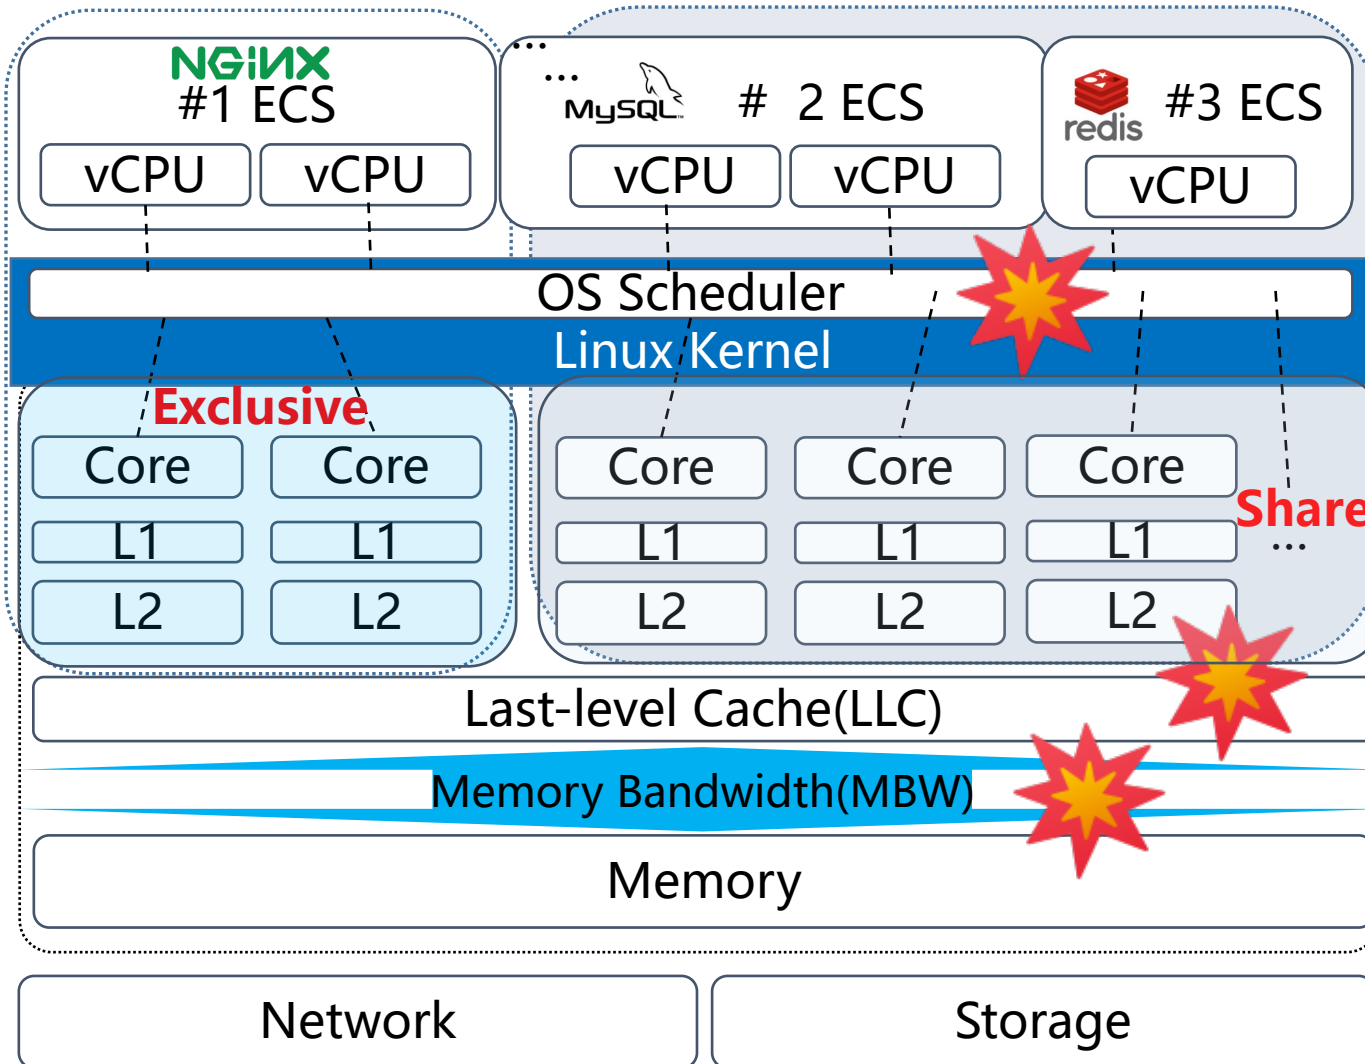 NGiNX
#1 ECS
vCPU
vCPU
...
...
MySQL
# 2 ECS
vCPU
vCPU
redis
#3 ECS
vCPU
OS Scheduler
Linux Kernel
Exclusive
Core
Core
L1
L1
L2
L2
Core
Core
Core
L1
L1
L1
L2
L2
L2
Share
...
Last-level Cache(LLC)
Memory Bandwidth(MBW)
Memory
Network
Storage